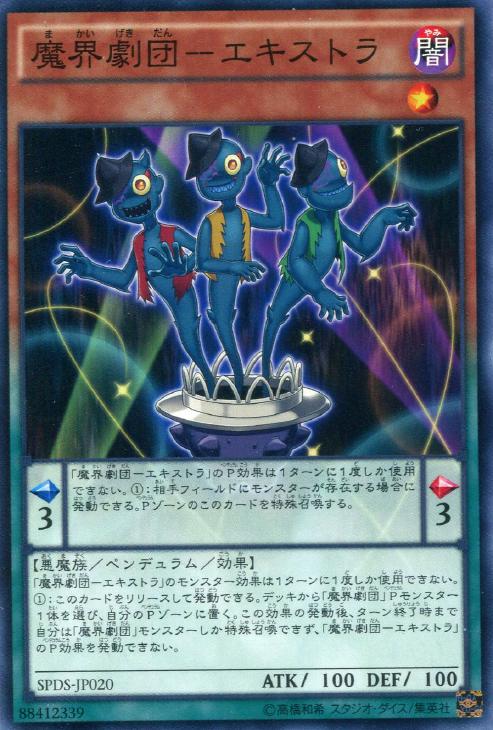 魔界劇団－エキストラ
闇
「魔界劇団－エキストラ」のP効果は1ターンに1度しか使用
できない。①：相手フィールドにモンスターが存在する場合に
発動できる。Pゾーンのこのカードを特殊召喚する。
3
3
【悪魔族／ペンデュラム／効果】
「魔界劇団－エキストラ」のモンスター効果は1ターンに1度しか使用できない。
①：このカードをリリースして発動できる。デッキから「魔界劇団」Pモンスター
1体を選び、自分のPゾーンに置く。この効果の発動後、ターン終了時まで
自分は「魔界劇団」モンスターしか特殊召喚できず、「魔界劇団－エキストラ」
のP効果を発動できない。
SPDS-JP020
ATK/ 100 DEF/ 100
88412339
©高橋和希 スタジオ・ダイス/集英社